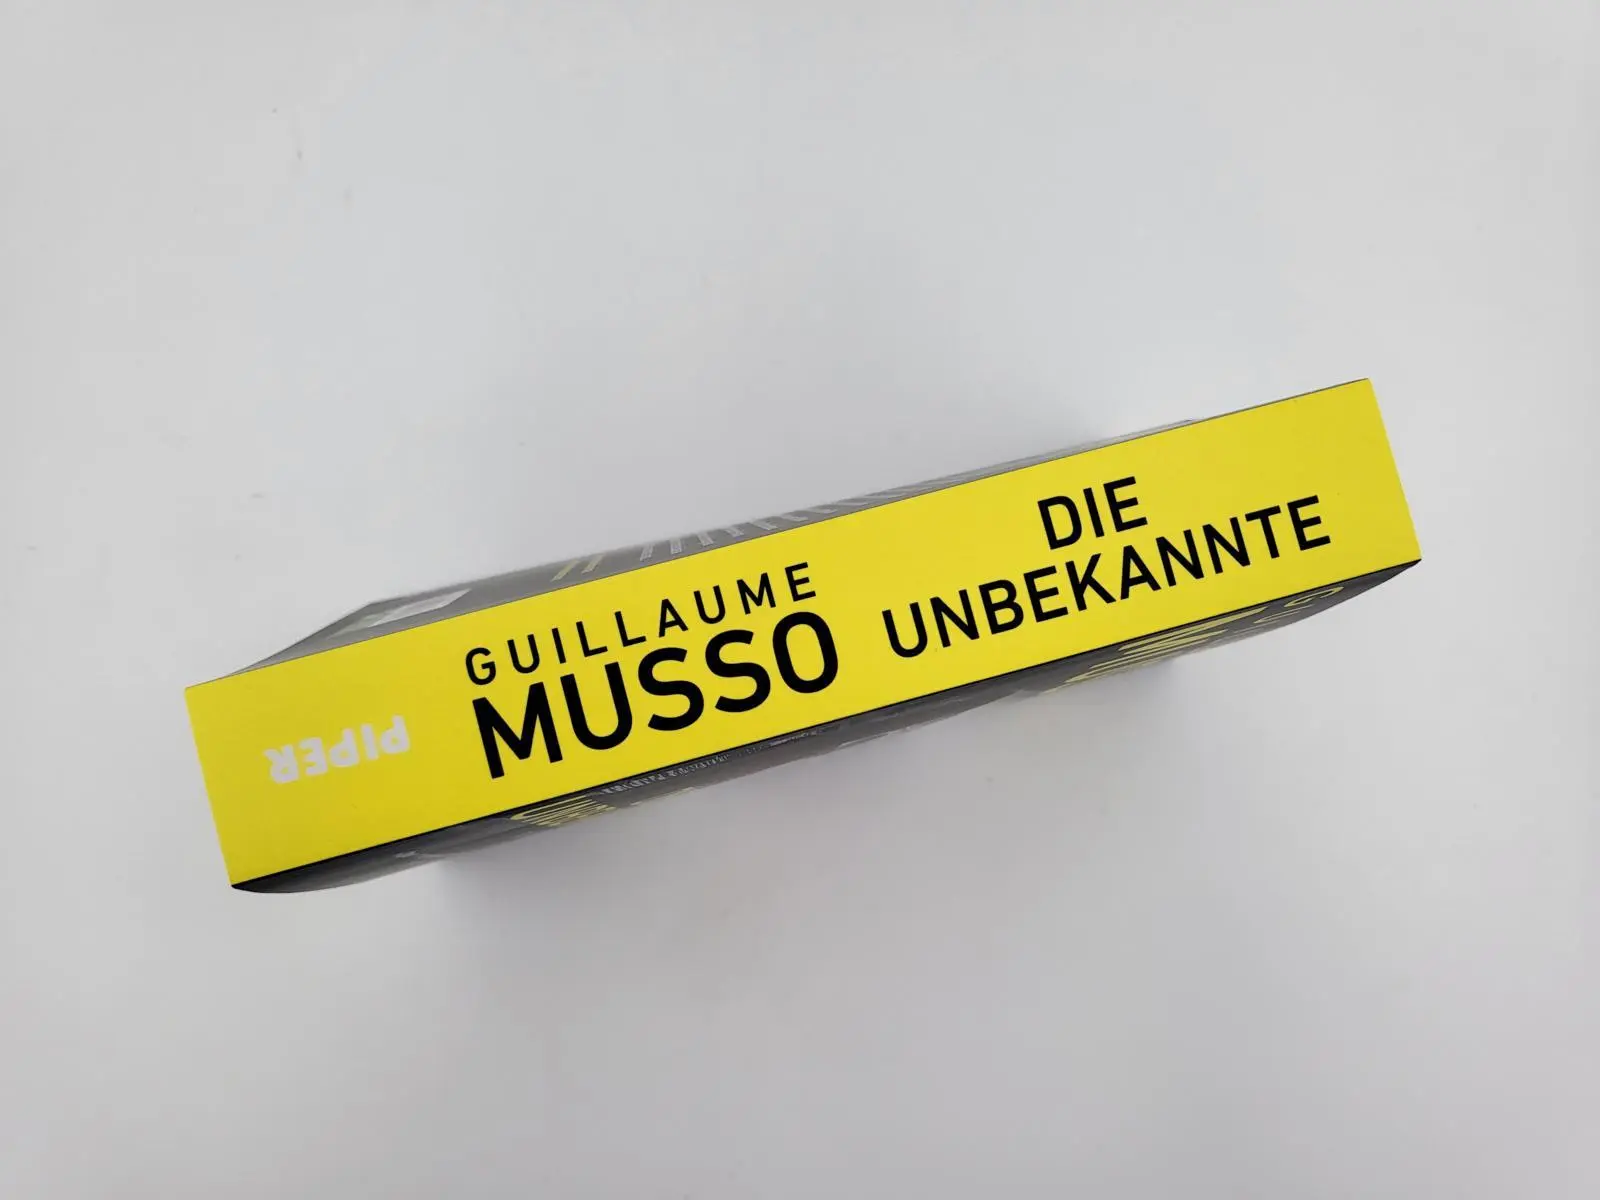 GUILLAUME
MUSSO
DIE
UNBEKANNTE
PIPER